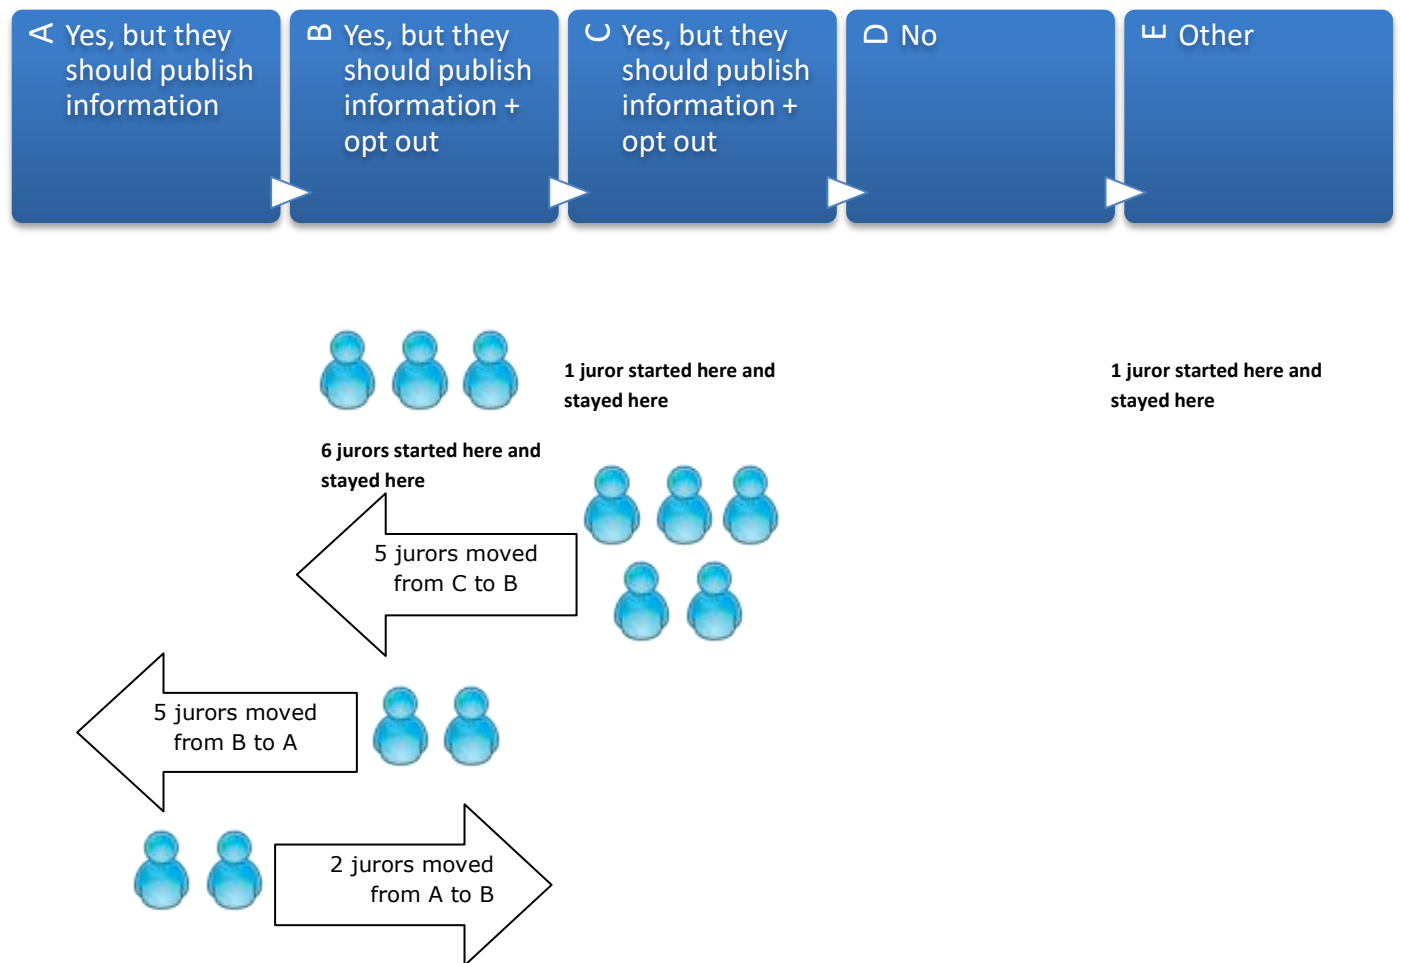 A Yes, but they
should publish
information
B Yes, but they
should publish
information +
opt out
C Yes, but they
should publish
information +
opt out
D No
E Other
1 juror started here and
stayed here
1 juror started here and
stayed here
6 jurors started here and
stayed here
5 jurors moved
from C to B
5 jurors moved
from B to A
2 jurors moved
from A to B